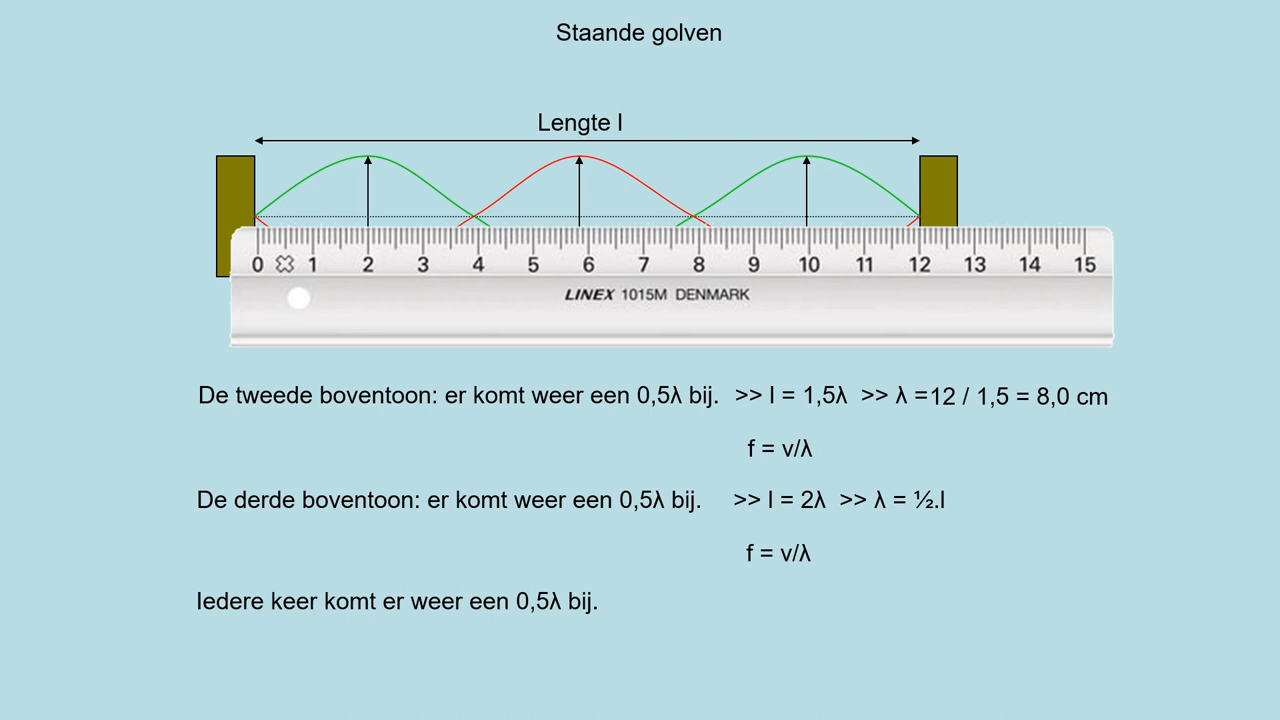 Staande golven
Lengte l
0 1 2 3 4 5 6 7 8 9 10 11 12 13 14 15
LINEX 1015M DENMARK
De tweede boventoon: er komt weer een 0,5λ bij. >> l = 1,5λ >> λ =12 / 1,5 = 8,0 cm
f = v/λ
De derde boventoon: er komt weer een 0,5λ bij. >> l = 2λ >> λ = ½.l
f = v/λ
Iedere keer komt er weer een 0,5λ bij.